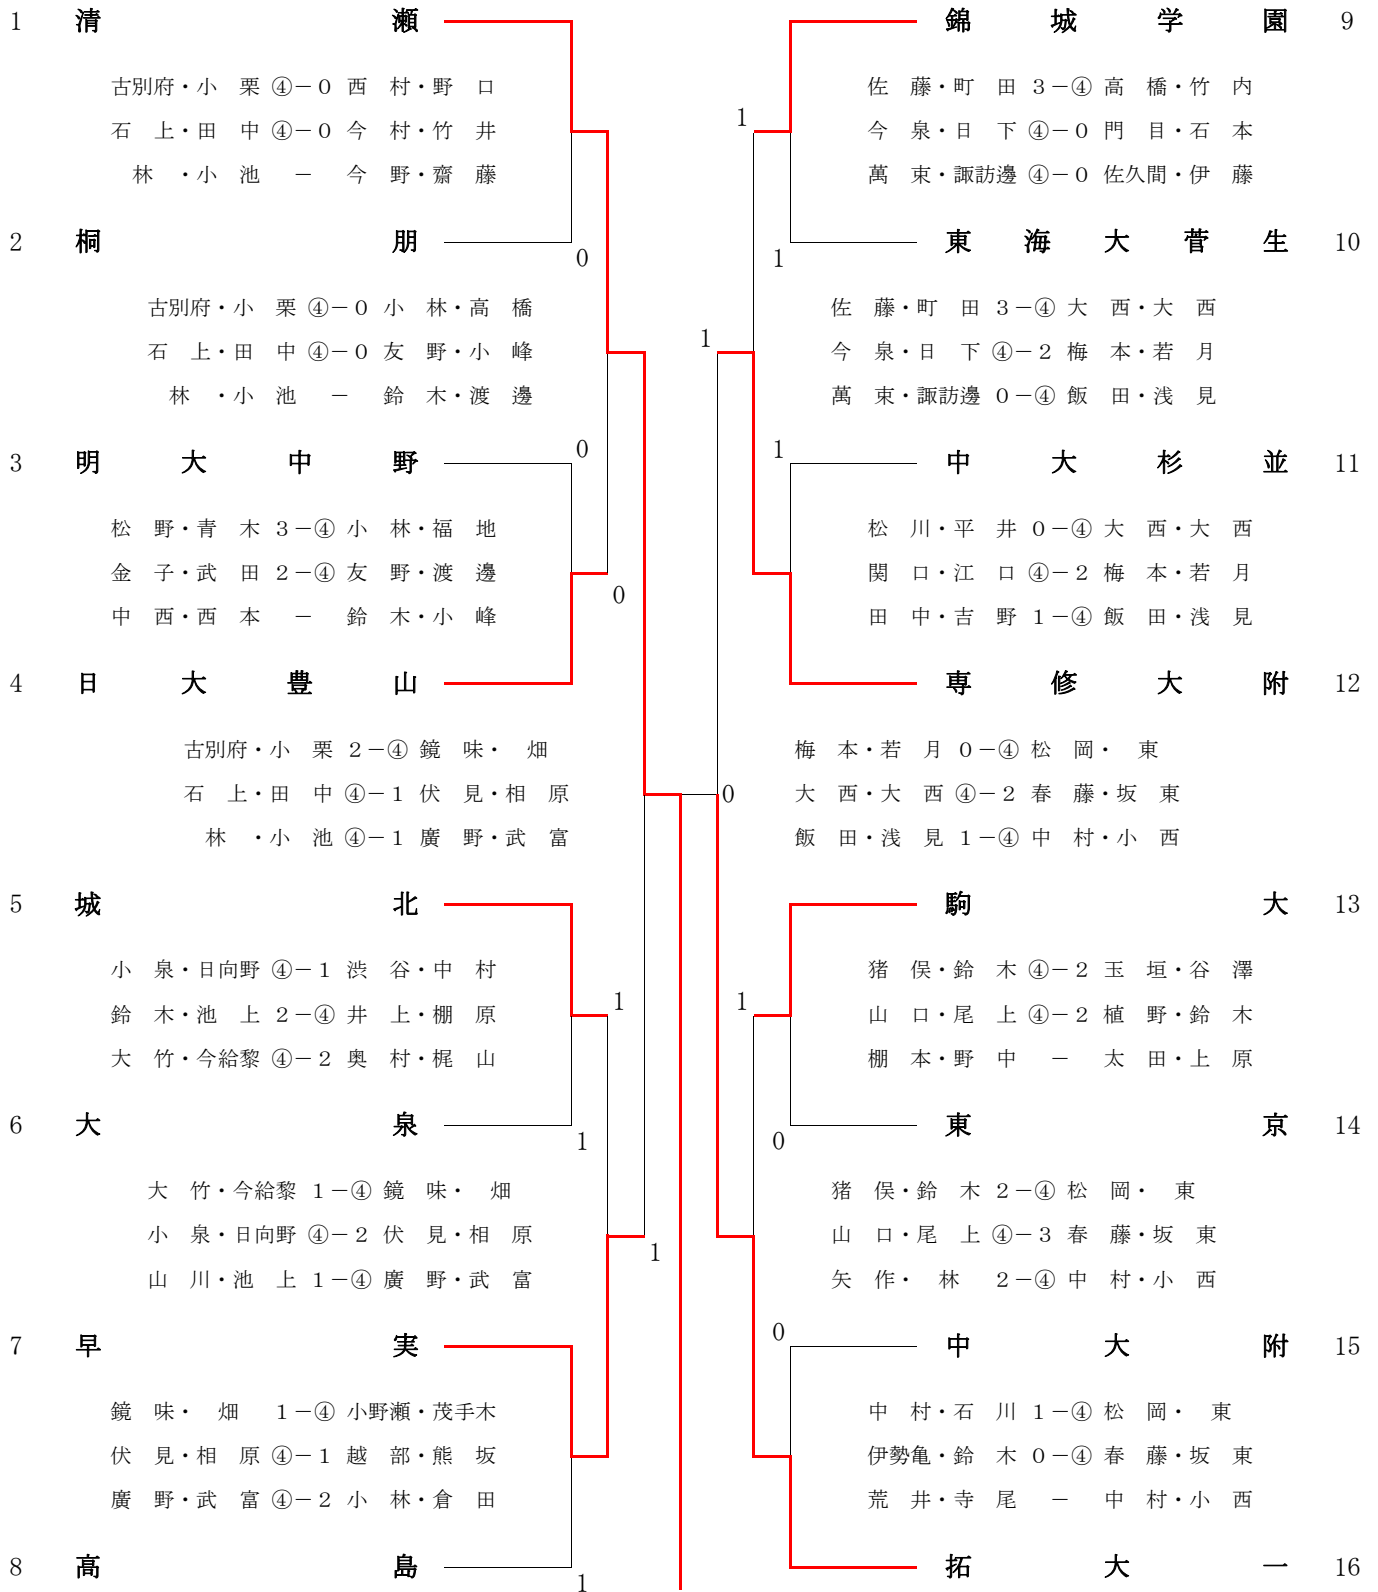 1 清瀬
古別府・小栗 ④－0 西村・野口
石上・田中 ④－0 今村・竹井
林・小池 － 今野・齋藤
2 桐朋
0
古別府・小栗 ④－0 小林・高橋
石上・田中 ④－0 友野・小峰
林・小池 － 鈴木・渡邊
0
3 明大中野
松野・青木 3－④ 小林・福地
金子・武田 2－④ 友野・渡邊
中西・西本 － 鈴木・小峰
0
4 日大豊山
古別府・小栗 2－④ 鏡味・畑
石上・田中 ④－1 伏見・相原
林・小池 ④－1 廣野・武富
5 城北
小泉・日向野 ④－1 渋谷・中村
鈴木・池上 2－④ 井上・棚原
大竹・今給黎 ④－2 奥村・梶山
1
6 大泉
1
大竹・今給黎 1－④ 鏡味・畑
小泉・日向野 ④－2 伏見・相原
山川・池上 1－④ 廣野・武富
1
7 早実
鏡味・畑 1－④ 小野瀬・茂手木
伏見・相原 ④－1 越部・熊坂
廣野・武富 ④－2 小林・倉田
8 高島
1
錦城学園 9
佐藤・町田 3－④ 高橋・竹内
今泉・日下 ④－0 門目・石本
萬束・諏訪邊 ④－0 佐久間・伊藤
1
東海大菅生 10
1
佐藤・町田 3－④ 大西・大西
今泉・日下 ④－2 梅本・若月
萬束・諏訪邊 0－④ 飯田・浅見
1
1
中大杉並 11
松川・平井 0－④ 大西・大西
関口・江口 ④－2 梅本・若月
田中・吉野 1－④ 飯田・浅見
専修大附 12
梅本・若月 0－④ 松岡・東
大西・大西 ④－2 春藤・坂東
飯田・浅見 1－④ 中村・小西
0
駒大 13
猪俣・鈴木 ④－2 玉垣・谷澤
山口・尾上 ④－2 植野・鈴木
棚本・野中 － 太田・上原
1
東京 14
0
猪俣・鈴木 2－④ 松岡・東
山口・尾上 ④－3 春藤・坂東
矢作・林 2－④ 中村・小西
0
中大附 15
中村・石川 1－④ 松岡・東
伊勢亀・鈴木 0－④ 春藤・坂東
荒井・寺尾 － 中村・小西
拓大一 16